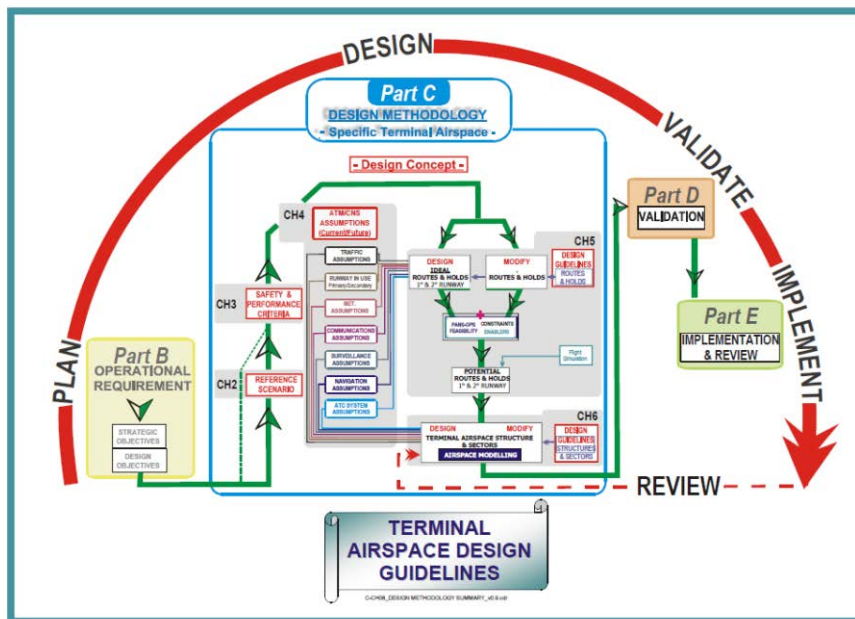 PLAN
DESIGN
VALIDATE
IMPLEMENT
REVIEW
Part C
DESIGN METHODOLOGY
- Specific Terminal Airspace -
- Design Concept -
Part B
OPERATIONAL
REQUIREMENT
STRATEGIC
OBJECTIVES
DESIGN
OBJECTIVES
CH2
REFERENCE
SCENARIO
CH3
SAFETY &
PERFORMANCE
CRITERIA
CH4
ATM/CNS
ASSUMPTIONS
(Current/Future)
TRAFFIC
ASSUMPTIONS
RUNWAY IN USE
Primary/Secondary
MET.
ASSUMPTIONS
COMMUNICATIONS
ASSUMPTIONS
SURVEILLANCE
ASSUMPTIONS
NAVIGATION
ASSUMPTIONS
ATC SYSTEM
ASSUMPTIONS
CH5
DESIGN
IDEAL
ROUTES & HOLDS
1° & 2° RUNWAY
MODIFY
ROUTES & HOLDS
DESIGN
GUIDELINES
ROUTES
& HOLDS
PANS-OPS
FEASIBILITY
+
CONSTRAINTS
ENABLERS
POTENTIAL
ROUTES & HOLDS
1° & 2° RUNWAY
Flight
Simulation
CH6
DESIGN MODIFY
TERMINAL AIRSPACE STRUCTURE
& SECTORS
AIRSPACE MODELLING
DESIGN
GUIDELINES
STRUCTURES
& SECTORS
Part D
VALIDATION
Part E
IMPLEMENTATION
& REVIEW
TERMINAL
AIRSPACE DESIGN
GUIDELINES